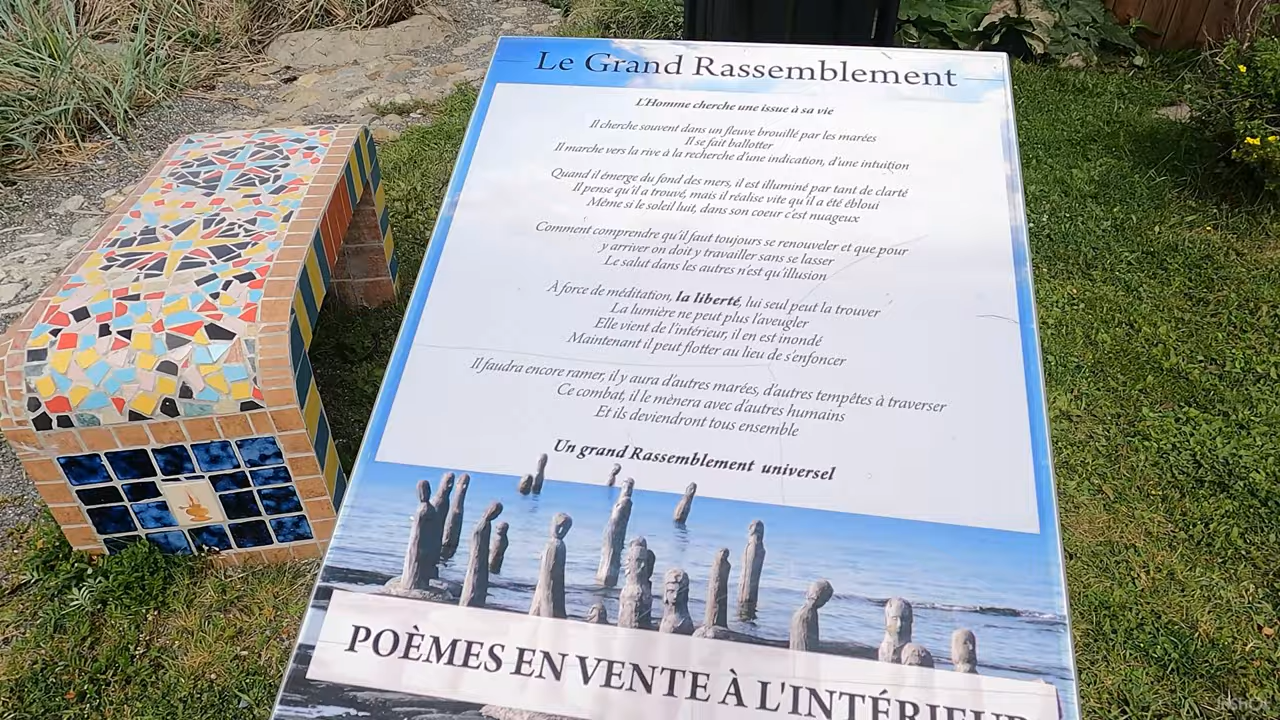 Le Grand Rassemblement
L'Homme cherche une issue à sa vie
Il cherche souvent dans un fleuve brouillé par les marées
Il se fait ballotter
Il marche vers la rive à la recherche d'une indication, d'une intuition
Quand il émerge du fond des mers, il est illuminé par tant de clarté
Il pense qu'il a trouvé, mais il réalise vite qu'il a été ébloui
Même si le soleil luit, dans son coeur c'est nuageux
Comment comprendre qu'il faut toujours se renouveler et que pour
y arriver on doit y travailler sans se lasser
Le salut dans les autres n'est qu'illusion
À force de méditation, la liberté, lui seul peut la trouver
La lumière ne peut plus l'aveugler
Elle vient de l'intérieur, il en est inondé
Maintenant il peut flotter au lieu de s'enfoncer
Il faudra encore ramer, il y aura d'autres marées, d'autres tempêtes à traverser
Ce combat, il le mènera avec d'autres humains
Et ils deviendront tous ensemble
Un grand Rassemblement universel
POÈMES EN VENTE À L'INTÉRIEUR
INSHOT